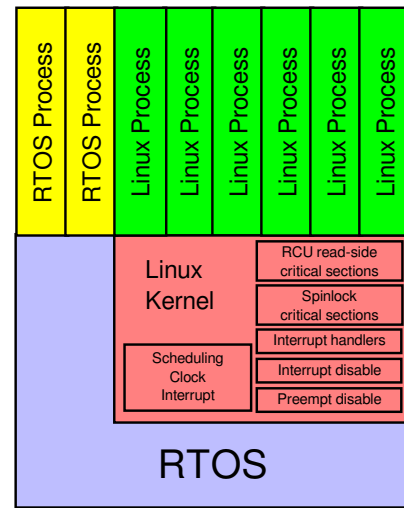 RTOS Process
RTOS Process
Linux Process
Linux Process
Linux Process
Linux Process
Linux Process
Linux Process
Linux
Kernel
RCU read-side
critical sections
Spinlock
critical sections
Interrupt handlers
Scheduling
Clock
Interrupt
Interrupt disable
Preempt disable
RTOS